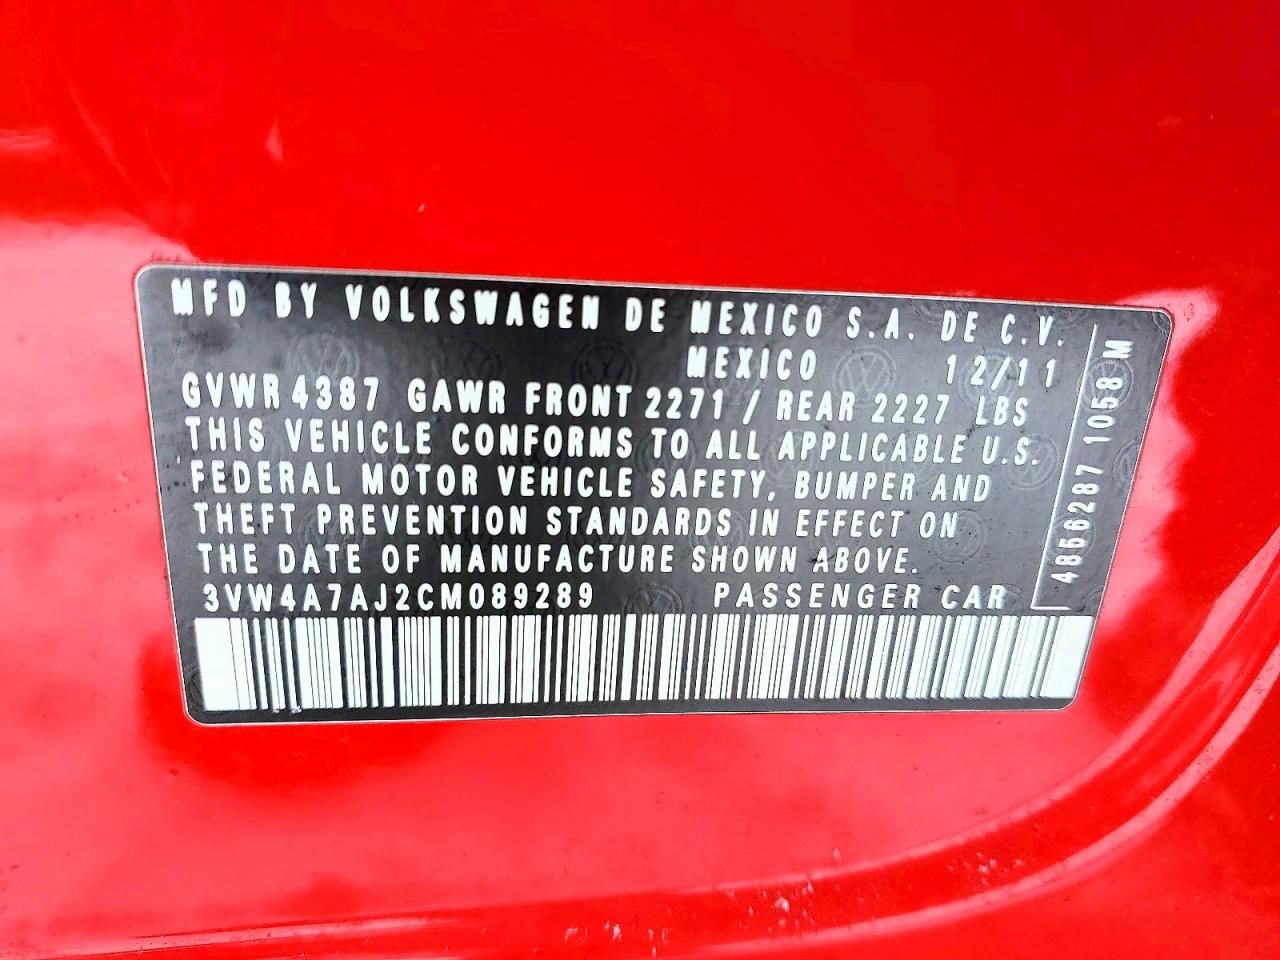 MFD BY VOLKSWAGEN DE MEXICO S.A. DE C.V.
MEXICO 12/11
GVWR 4387 GAWR FRONT 2271 / REAR 2227 LBS
THIS VEHICLE CONFORMS TO ALL APPLICABLE U.S.
FEDERAL MOTOR VEHICLE SAFETY, BUMPER AND
THEFT PREVENTION STANDARDS IN EFFECT ON
THE DATE OF MANUFACTURE SHOWN ABOVE.
3VW4A7AJ2CM089289 PASSENGER CAR
4866287 1058 M